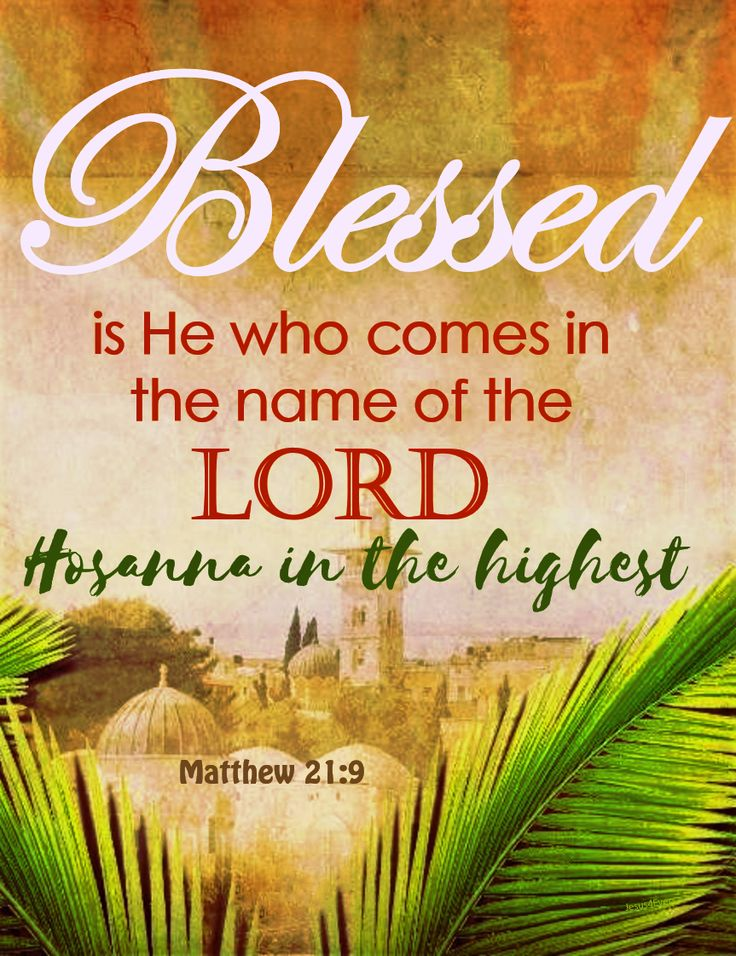 Blessed
is He who comes in
the name of the
LORD
Hosanna in the highest
Matthew 21:9